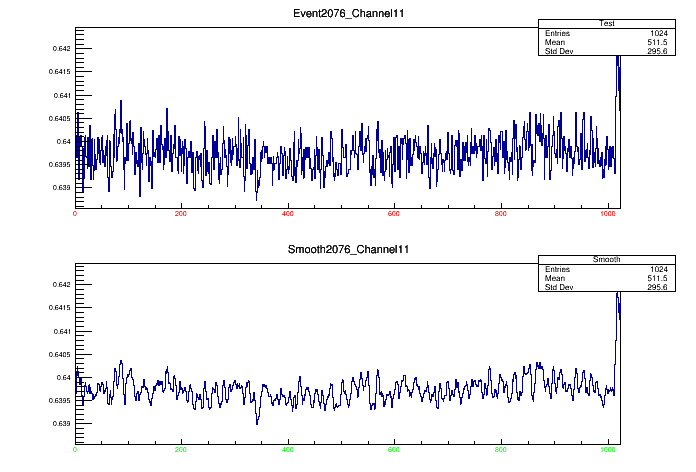 Event2076_Channel11
Test
Entries 1024
Mean 511.5
Std Dev 295.6
0.642
0.6415
0.641
0.6405
0.64
0.6395
0.639
0 200 400 600 800 1000
Smooth2076_Channel11
Smooth
Entries 1024
Mean 511.5
Std Dev 295.6
0.642
0.6415
0.641
0.6405
0.64
0.6395
0.639
0 200 400 600 800 1000